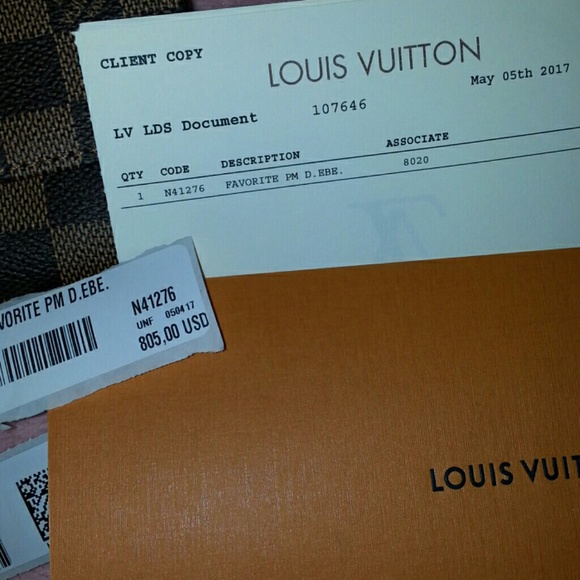 CLIENT COPY
LOUIS VUITTON
May 05th 2017
LV LDS Document 107646
QTY CODE DESCRIPTION ASSOCIATE
1 N41276 FAVORITE PM D.EBE. 8020
VORITE PM D.EBE.
N41276
UNF 050417
805,00 USD
LOUIS VUIT